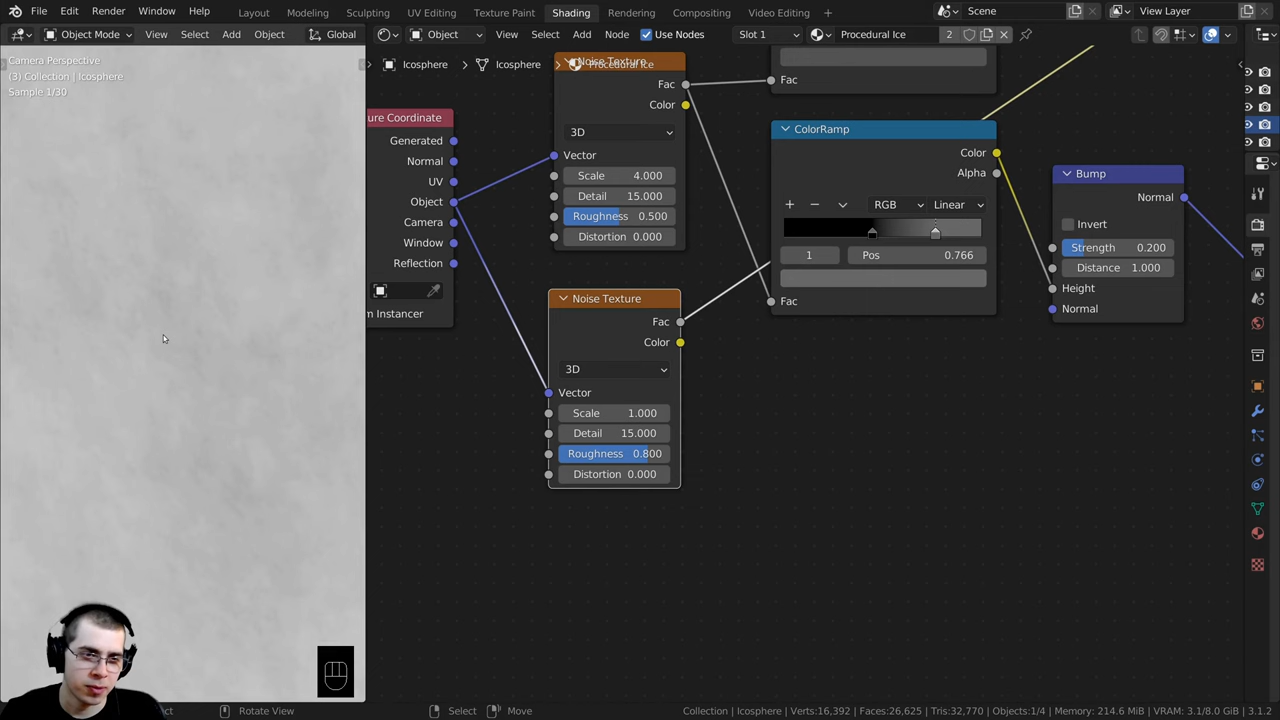 File Edit Render Window Help Layout Modeling Sculpting UV Editing Texture Paint Shading Rendering Compositing Video Editing Scene View Layer
Object Mode View Select Add Object Global Object View Select Add Node Use Nodes Slot 1 Procedural Ice 2
Camera Perspective
(3) Collection | Icosphere
Sample 1/30
Icosphere Icosphere Procedural Ice
Noise Texture
Fac
Color
3D
Vector
Scale 4.000
Detail 15.000
Roughness 0.500
Distortion 0.000
ure Coordinate
Generated
Normal
UV
Object
Camera
Window
Reflection
m Instancer
Noise Texture
Fac
Color
3D
Vector
Scale 1.000
Detail 15.000
Roughness 0.800
Distortion 0.000
Fac
ColorRamp
Color
Alpha
RGB Linear
1 Pos 0.766
Fac
Bump
Normal
Invert
Strength 0.200
Distance 1.000
Height
Normal
ct Rotate View Select Move Collection | Icosphere | Verts:16,392 | Faces:26,625 | Tris:32,770 | Objects:1/4 | Memory: 214.6 MiB | VRAM: 3.1/8.0 GiB | 3.1.2